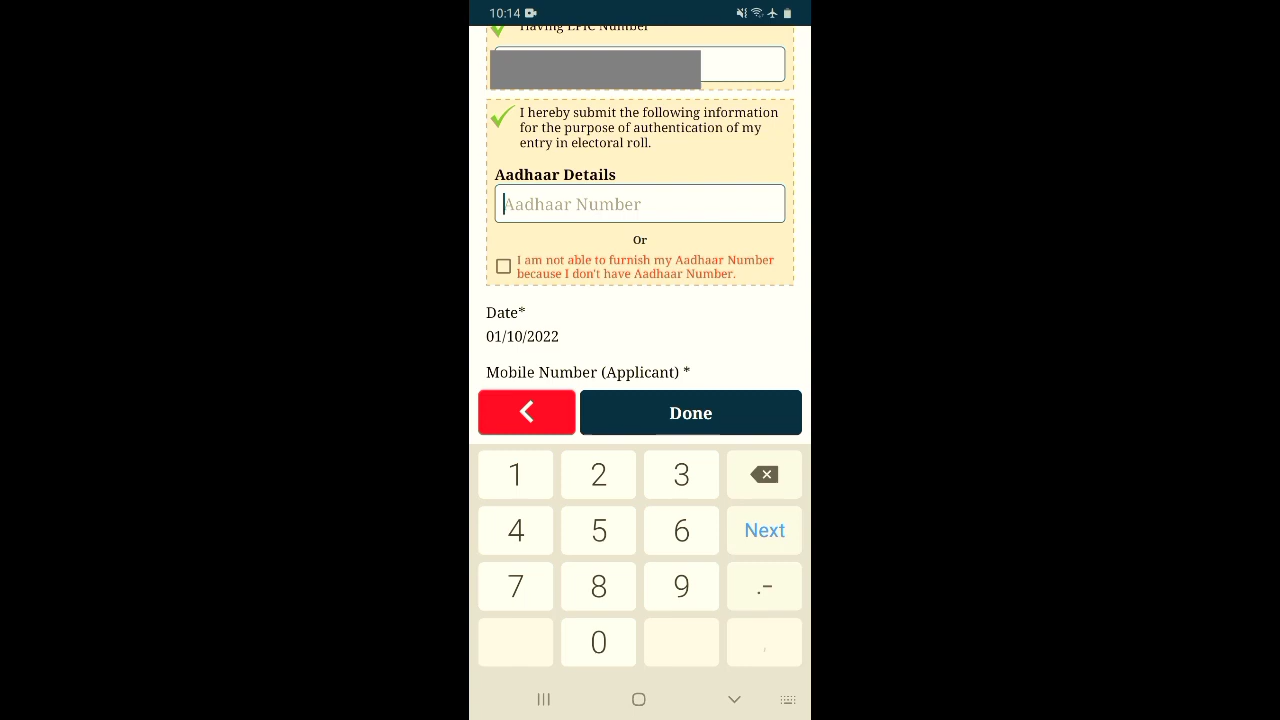 10:14
Having EPIC Number
I hereby submit the following information
for the purpose of authentication of my
entry in electoral roll.
Aadhaar Details
Aadhaar Number
Or
I am not able to furnish my Aadhaar Number
because I don't have Aadhaar Number.
Date*
01/10/2022
Mobile Number (Applicant) *
Done
1 2 3
4 5 6 Next
7 8 9 .-
0 ,